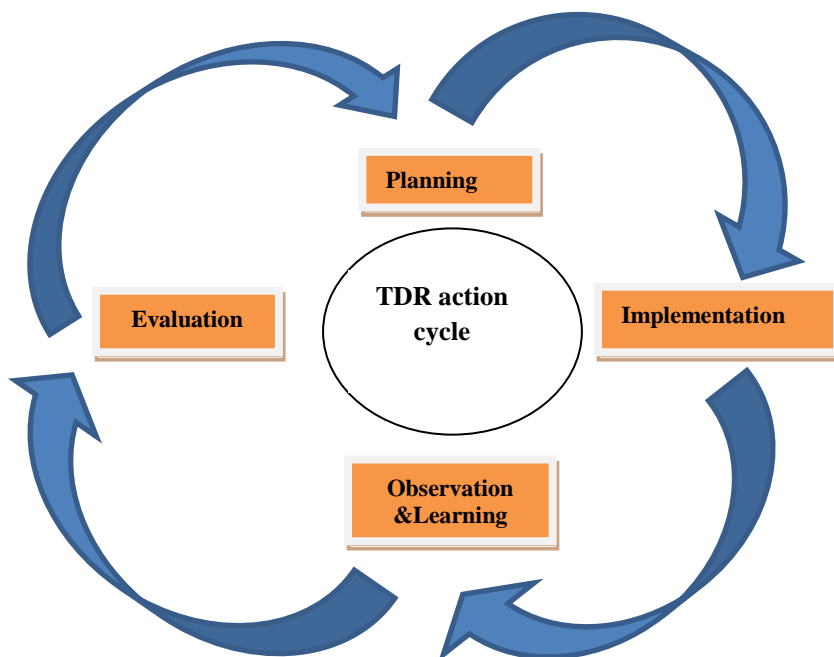 Planning
TDR action
cycle
Evaluation
Implementation
Observation
&Learning